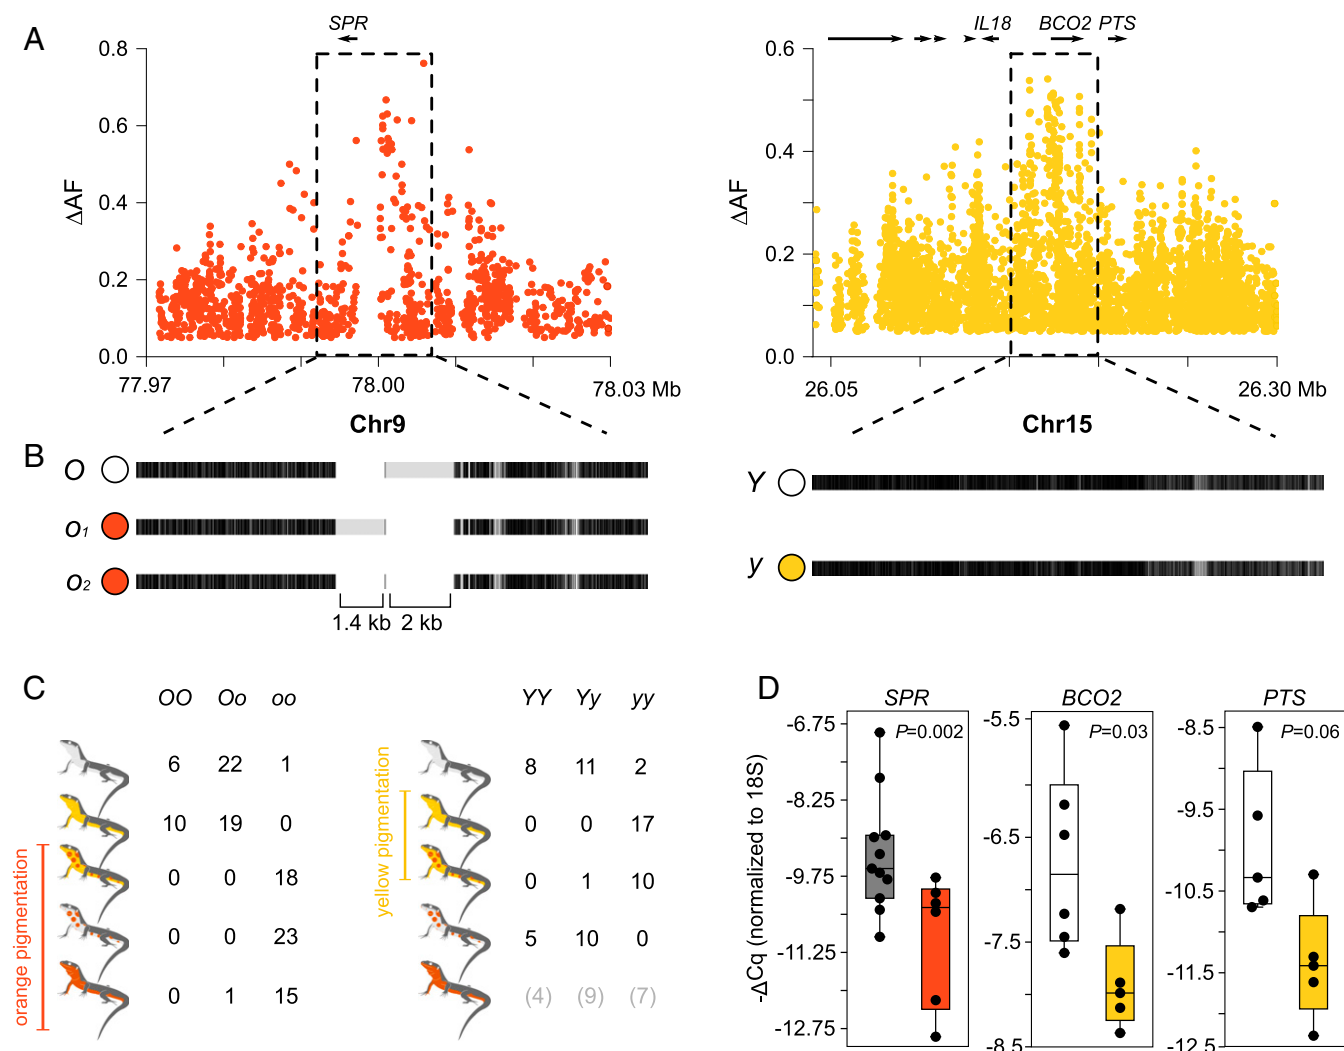 A
SPR
0.8
0.6
0.4
0.2
0.0
ΔAF
77.97
78.00
78.03 Mb
Chr9
IL18
BCO2
PTS
0.6
0.4
0.2
0.0
ΔAF
26.05
26.30 Mb
Chr15
B
O
o1
o2
1.4 kb
2 kb
Y
y
C
OO Oo oo
6 22 1
10 19 0
0 0 18
0 0 23
0 1 15
orange pigmentation
YY Yy yy
8 11 2
0 0 17
0 1 10
5 10 0
(4) (9) (7)
yellow pigmentation
D
-ΔCq (normalized to 18S)
SPR
P=0.002
-6.75
-8.25
-9.75
-11.25
-12.75
BCO2
P=0.03
-5.5
-6.5
-7.5
-8.5
PTS
P=0.06
-8.5
-9.5
-10.5
-11.5
-12.5